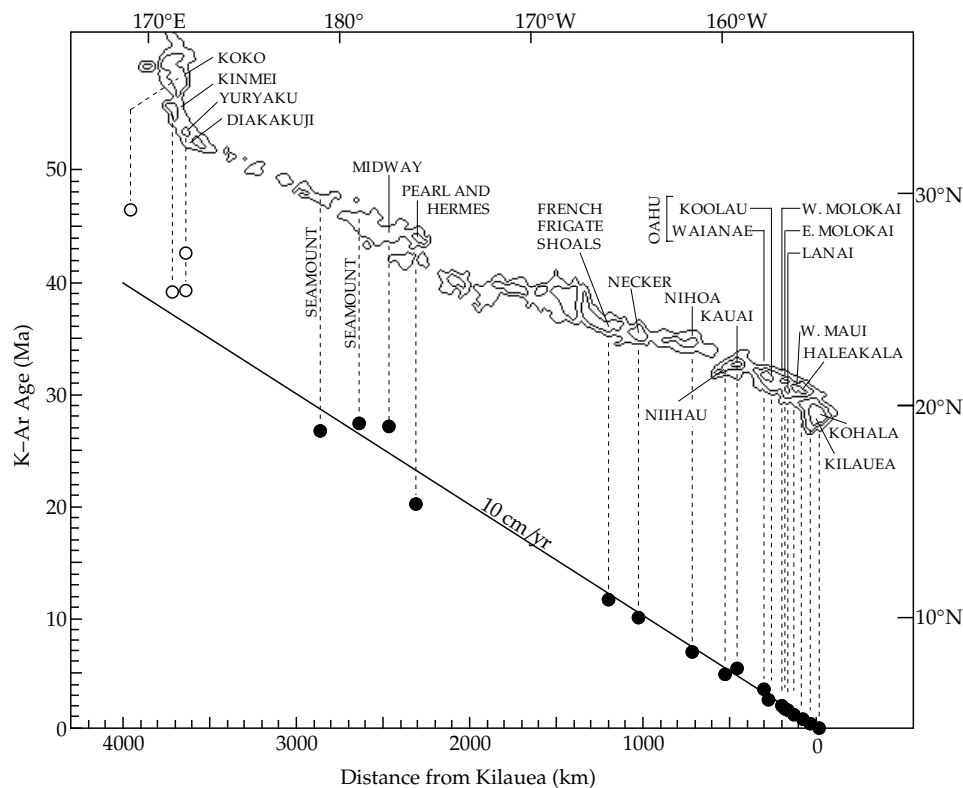 170°E
180°
170°W
160°W
KOKO
KINMEI
YURYAKU
DIAKAKUJI
MIDWAY
PEARL AND
HERMES
SEAMOUNT
SEAMOUNT
FRENCH
FRIGATE
SHOALS
NECKER
NIHOA
KAUAI
NIIHAU
OAHU
KOOLAU
WAIANAE
W. MOLOKAI
E. MOLOKAI
LANAI
W. MAUI
HALEAKALA
KOHALA
KILAUEA
30°N
20°N
10°N
10 cm/yr
K–Ar Age (Ma)
50
40
30
20
10
0
4000
3000
2000
1000
0
Distance from Kilauea (km)